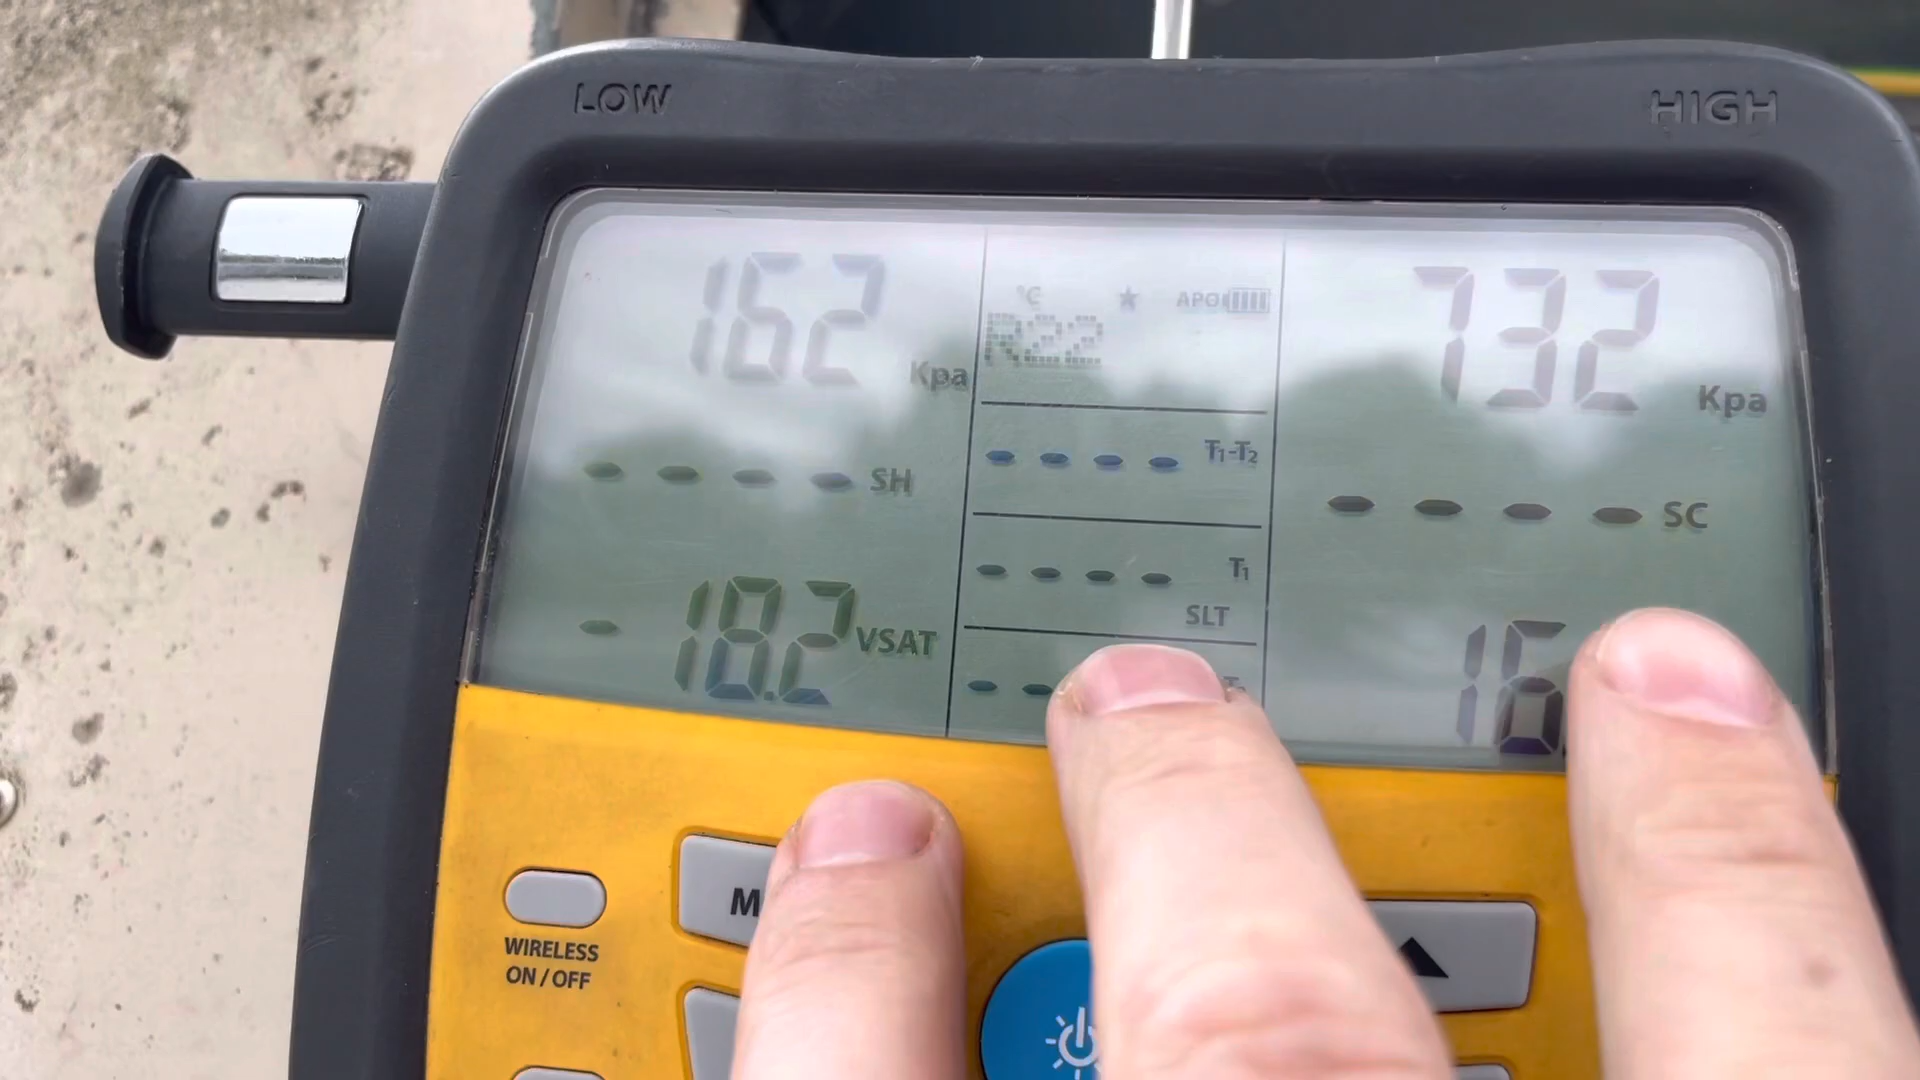 LOW HIGH
162 Kpa
°C ★ APO
R22
732 Kpa
---- SH
---- T1-T2
---- SC
---- T1
SLT
-18.2 VSAT
16.
WIRELESS
ON / OFF